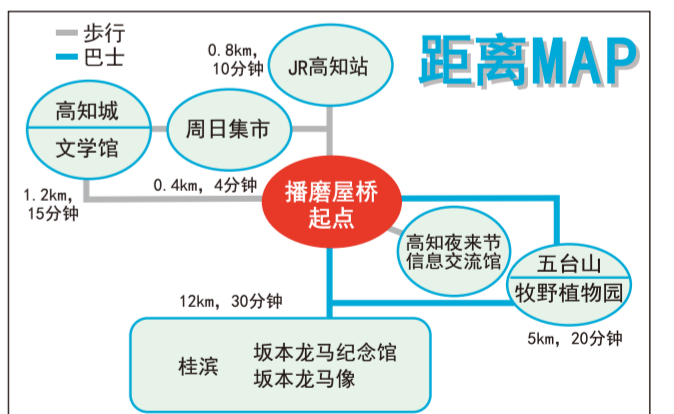 步行
巴士
距离MAP
0.8km,
10分钟
JR高知站
高知城
文学馆
周日集市
1.2km,
15分钟
0.4km, 4分钟
播磨屋桥
起点
高知夜来节
信息交流馆
五台山
牧野植物园
5km, 20分钟
12km, 30分钟
桂滨
坂本龙马纪念馆
坂本龙马像